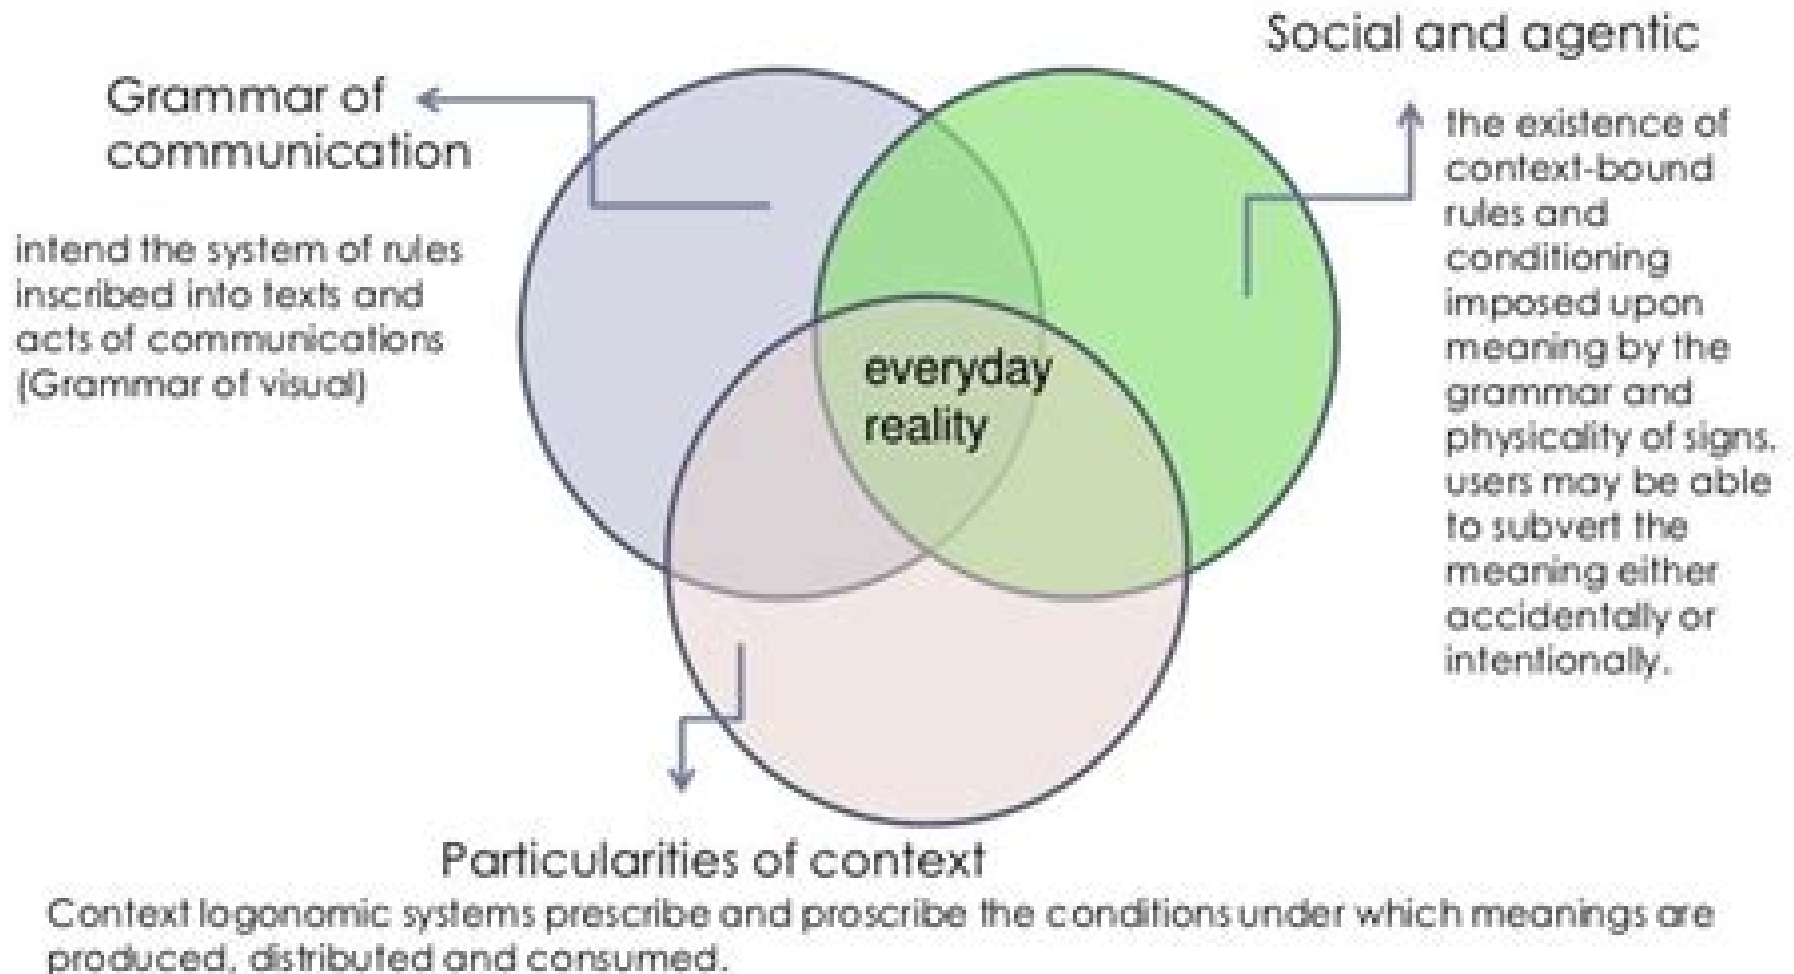 Grammar of
communication
intend the system of rules
inscribed into texts and
acts of communications
(Grammar of visual)
Social and agentic
the existence of
context-bound
rules and
conditioning
imposed upon
meaning by the
grammar and
physicality of signs.
users may be able
to subvert the
meaning either
accidentally or
intentionally.
everyday
reality
Particularities of context
Context logonomic systems prescribe and proscribe the conditions under which meanings are
produced, distributed and consumed.